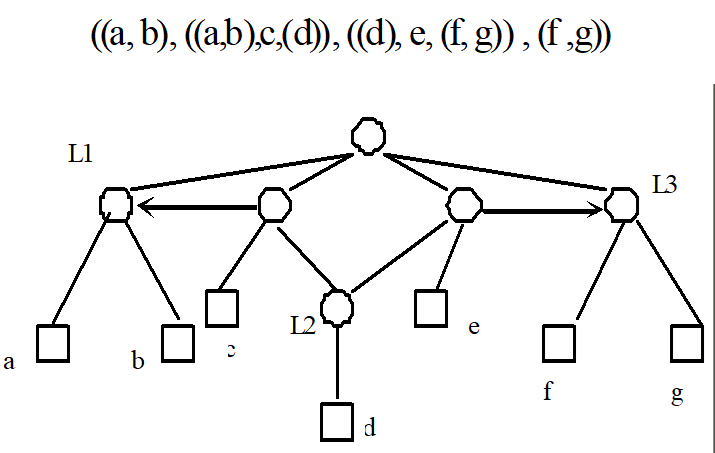 ((a, b), ((a,b),c,(d)), ((d), e, (f, g)) , (f ,g))
L1
L3
L2
e
a
b
c
f
g
d